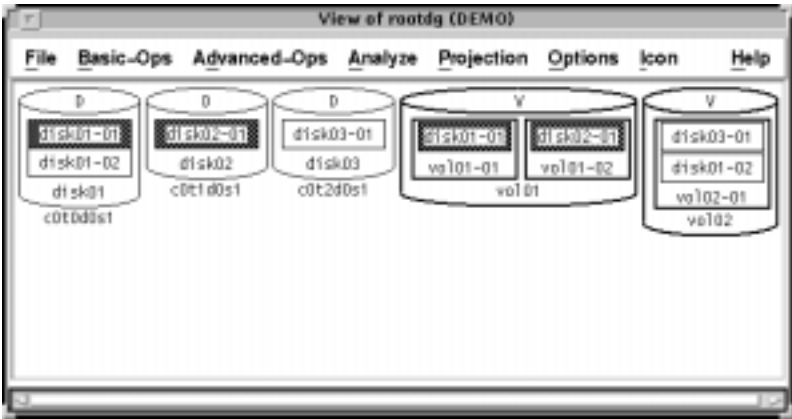 View of rootdg (DEMO)
File Basic-Ops Advanced-Ops Analyze Projection Options Icon Help
D D D V V
disk01-01 disk02-01 disk03-01 disk01-01 disk02-01 disk03-01
disk01-02 disk02 disk03 vol01-01 vol01-02 disk01-02
disk01 c0t1d0s1 c0t2d0s1 vol01 vol02-01
c0t0d0s1 vol02